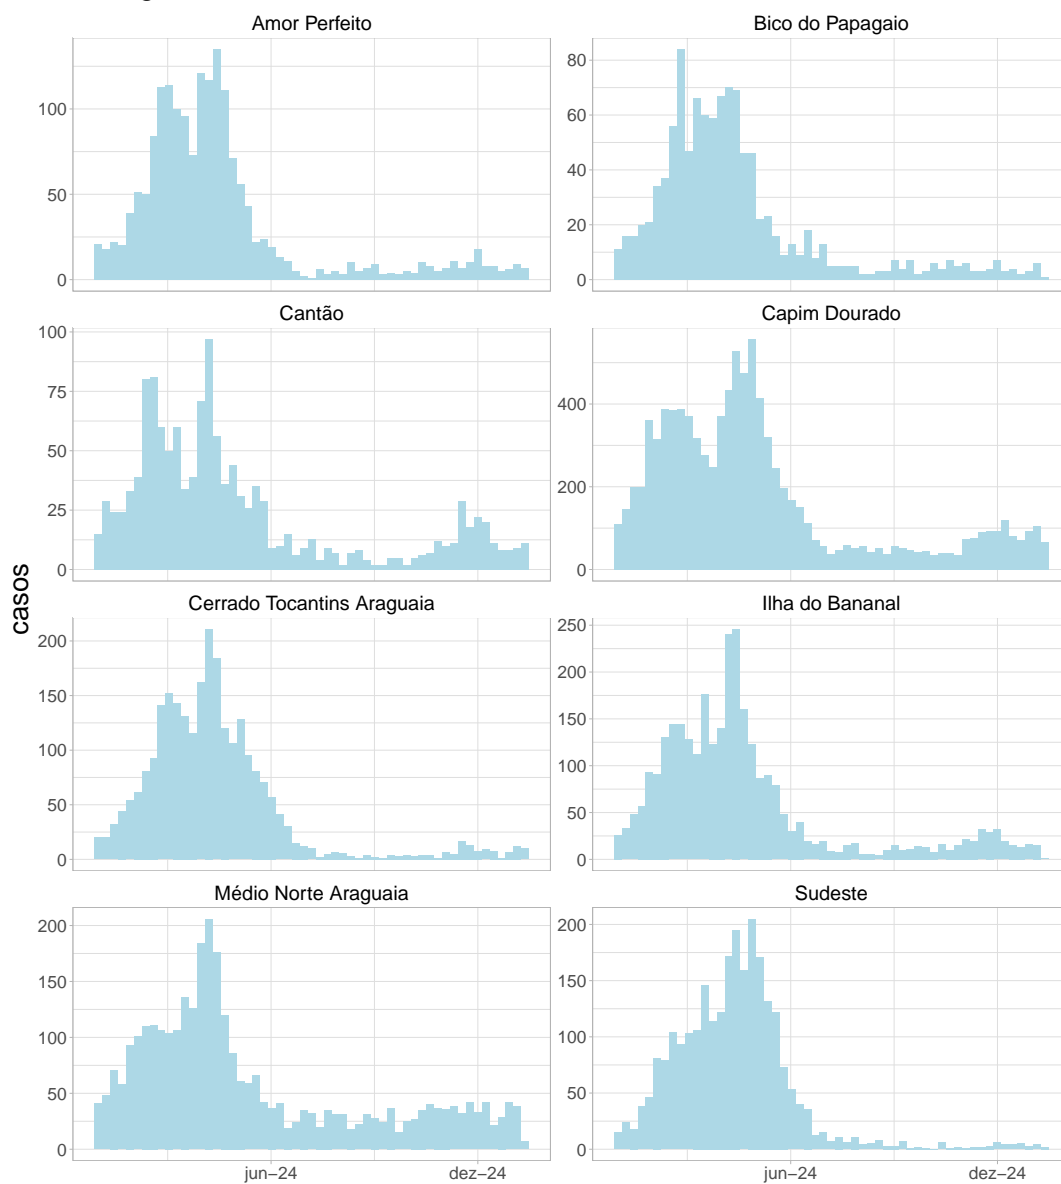 Amor Perfeito
Bico do Papagaio
100
50
0
80
60
40
20
0
Cantão
Capim Dourado
100
75
50
25
0
400
200
0
casos
Cerrado Tocantins Araguaia
Ilha do Bananal
200
150
100
50
0
250
200
150
100
50
0
Médio Norte Araguaia
Sudeste
200
150
100
50
0
200
150
100
50
0
jun−24
dez−24
jun−24
dez−24